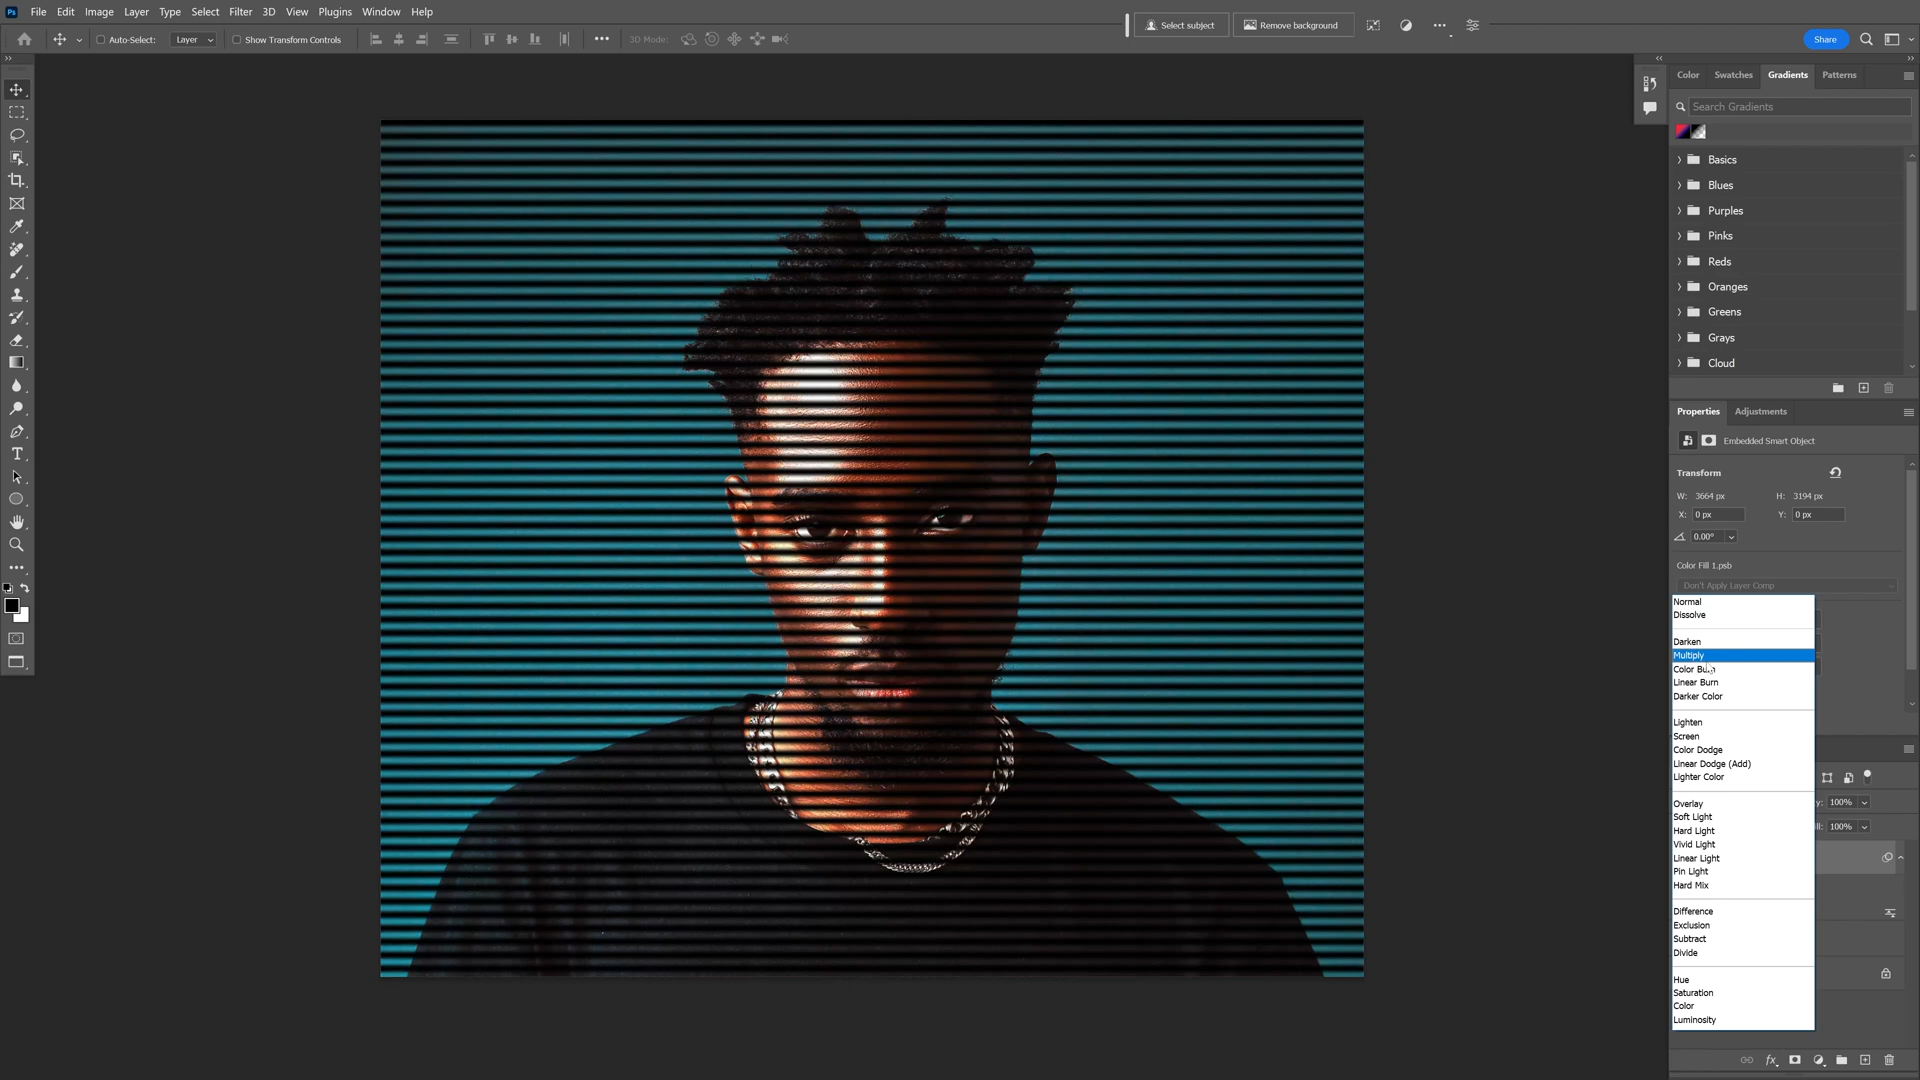 Ps File Edit Image Layer Type Select Filter 3D View Plugins Window Help
Select subject Remove background
Auto-Select: Layer Show Transform Controls 3D Mode: Share
Color Swatches Gradients Patterns
Search Gradients
Basics
Blues
Purples
Pinks
Reds
Oranges
Greens
Grays
Cloud
Properties Adjustments
Embedded Smart Object
Transform
W: 3664 px H: 3194 px
X: 0 px Y: 0 px
0.00°
Color Fill 1.psb
Don't Apply Layer Comp
Normal
Dissolve
Darken
Multiply
Color Burn
Linear Burn
Darker Color
Lighten
Screen
Color Dodge
Linear Dodge (Add)
Lighter Color
y: 100%
Overlay
Soft Light
ill: 100%
Hard Light
Vivid Light
Linear Light
Pin Light
Hard Mix
Difference
Exclusion
Subtract
Divide
Hue
Saturation
Color
Luminosity
fx